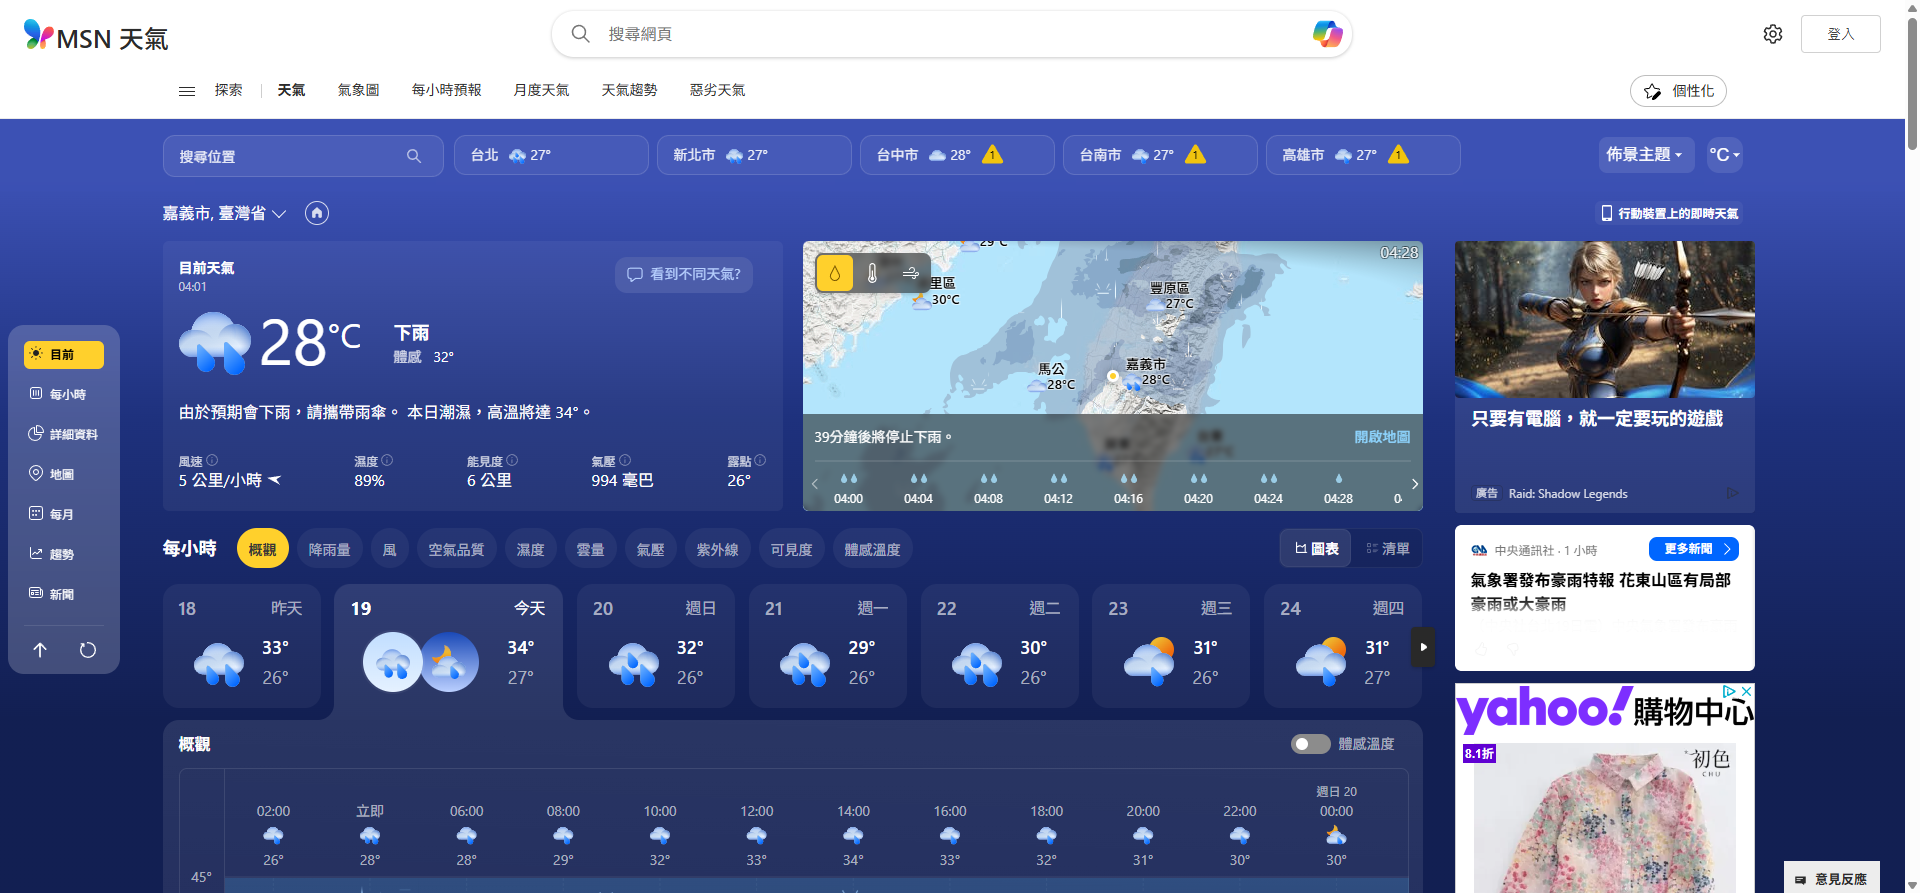 MSN 天氣
搜尋網頁
登入
探索
天氣
氣象圖
每小時預報
月度天氣
天氣趨勢
惡劣天氣
個性化
搜尋位置
台北 27°
新北市 27°
台中市 28° 1
台南市 27° 1
高雄市 27° 1
佈景主題
°C
嘉義市, 臺灣省
行動裝置上的即時天氣
目前
每小時
詳細資料
地圖
每月
趨勢
新聞
目前天氣
04:01
看到不同天氣?
28°C
下雨
體感 32°
由於預期會下雨，請攜帶雨傘。 本日潮濕，高溫將達 34°。
風速
5 公里/小時
濕度
89%
能見度
6 公里
氣壓
994 毫巴
露點
26°
29°C
04:28
里區
30°C
豐原區
27°C
馬公
28°C
嘉義市
28°C
39分鐘後將停止下雨。
開啟地圖
04:00
04:04
04:08
04:12
04:16
04:20
04:24
04:28
只要有電腦，就一定要玩的遊戲
廣告 Raid: Shadow Legends
中央通訊社 · 1 小時
更多新聞
氣象署發布豪雨特報 花東山區有局部
豪雨或大豪雨
yahoo! 購物中心
8.1折
初色
CHU
意見反應
每小時
概觀
降雨量
風
空氣品質
濕度
雲量
氣壓
紫外線
可見度
體感溫度
圖表
清單
18 昨天
33°
26°
19 今天
34°
27°
20 週日
32°
26°
21 週一
29°
26°
22 週二
30°
26°
23 週三
31°
26°
24 週四
31°
27°
概觀
體感溫度
週日 20
02:00 立即 06:00 08:00 10:00 12:00 14:00 16:00 18:00 20:00 22:00 00:00
26° 28° 28° 29° 32° 33° 34° 33° 32° 31° 30° 30°
45°